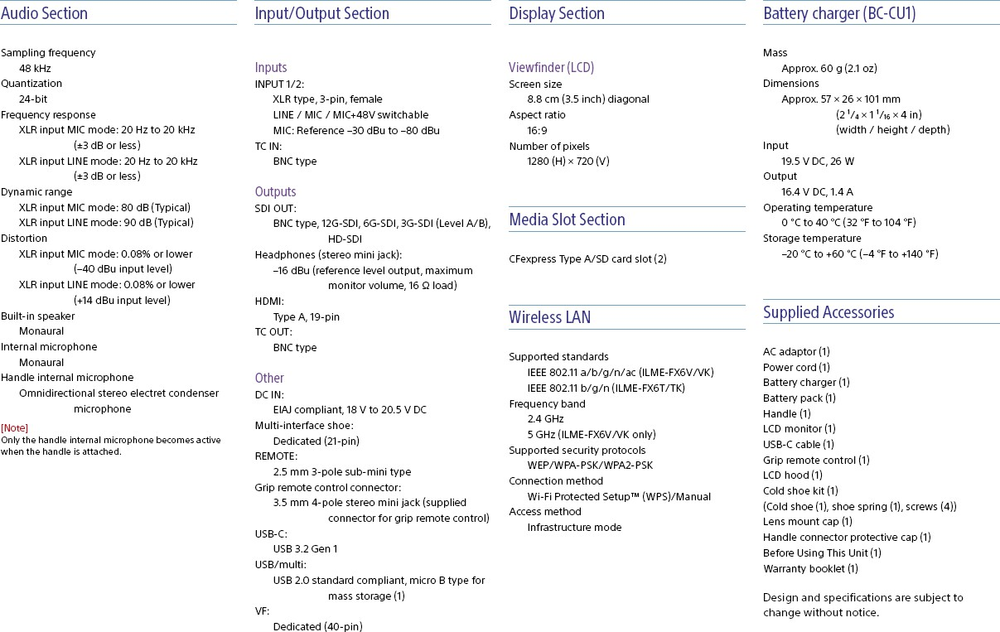 Audio Section
Sampling frequency
48 kHz
Quantization
24-bit
Frequency response
XLR input MIC mode: 20 Hz to 20 kHz
(±3 dB or less)
XLR input LINE mode: 20 Hz to 20 kHz
(±3 dB or less)
Dynamic range
XLR input MIC mode: 80 dB (Typical)
XLR input LINE mode: 90 dB (Typical)
Distortion
XLR input MIC mode: 0.08% or lower
(–40 dBu input level)
XLR input LINE mode: 0.08% or lower
(+14 dBu input level)
Built-in speaker
Monaural
Internal microphone
Monaural
Handle internal microphone
Omnidirectional stereo electret condenser
microphone
[Note]
Only the handle internal microphone becomes active
when the handle is attached.
Input/Output Section
Inputs
INPUT 1/2:
XLR type, 3-pin, female
LINE / MIC / MIC+48V switchable
MIC: Reference –30 dBu to –80 dBu
TC IN:
BNC type
Outputs
SDI OUT:
BNC type, 12G-SDI, 6G-SDI, 3G-SDI (Level A/B),
HD-SDI
Headphones (stereo mini jack):
–16 dBu (reference level output, maximum
monitor volume, 16 Ω load)
HDMI:
Type A, 19-pin
TC OUT:
BNC type
Other
DC IN:
EIAJ compliant, 18 V to 20.5 V DC
Multi-interface shoe:
Dedicated (21-pin)
REMOTE:
2.5 mm 3-pole sub-mini type
Grip remote control connector:
3.5 mm 4-pole stereo mini jack (supplied
connector for grip remote control)
USB-C:
USB 3.2 Gen 1
USB/multi:
USB 2.0 standard compliant, micro B type for
mass storage (1)
VF:
Dedicated (40-pin)
Display Section
Viewfinder (LCD)
Screen size
8.8 cm (3.5 inch) diagonal
Aspect ratio
16:9
Number of pixels
1280 (H) × 720 (V)
Media Slot Section
CFexpress Type A/SD card slot (2)
Wireless LAN
Supported standards
IEEE 802.11 a/b/g/n/ac (ILME-FX6V/VK)
IEEE 802.11 b/g/n (ILME-FX6T/TK)
Frequency band
2.4 GHz
5 GHz (ILME-FX6V/VK only)
Supported security protocols
WEP/WPA-PSK/WPA2-PSK
Connection method
Wi-Fi Protected Setup™ (WPS)/Manual
Access method
Infrastructure mode
Battery charger (BC-CU1)
Mass
Approx. 60 g (2.1 oz)
Dimensions
Approx. 57 × 26 × 101 mm
(2 1/4 × 1 1/16 × 4 in)
(width / height / depth)
Input
19.5 V DC, 26 W
Output
16.4 V DC, 1.4 A
Operating temperature
0 °C to 40 °C (32 °F to 104 °F)
Storage temperature
–20 °C to +60 °C (–4 °F to +140 °F)
Supplied Accessories
AC adaptor (1)
Power cord (1)
Battery charger (1)
Battery pack (1)
Handle (1)
LCD monitor (1)
USB-C cable (1)
Grip remote control (1)
LCD hood (1)
Cold shoe kit (1)
(Cold shoe (1), shoe spring (1), screws (4))
Lens mount cap (1)
Handle connector protective cap (1)
Before Using This Unit (1)
Warranty booklet (1)
Design and specifications are subject to
change without notice.